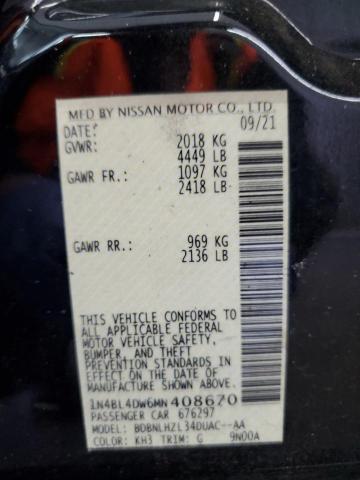 MFD BY NISSAN MOTOR CO., LTD.
DATE: 09/21
GVWR: 2018 KG
4449 LB
GAWR FR.: 1097 KG
2418 LB
GAWR RR.: 969 KG
2136 LB
THIS VEHICLE CONFORMS TO
ALL APPLICABLE FEDERAL
MOTOR VEHICLE SAFETY,
BUMPER, AND THEFT
PREVENTION STANDARDS IN
EFFECT ON THE DATE OF
MANUFACTURE SHOWN ABOVE.
1N4BL4DW6MN408670
PASSENGER CAR 676297
MODEL: BDBNLHZL34DUAC--AA
COLOR: KH3 TRIM: G 9N00A